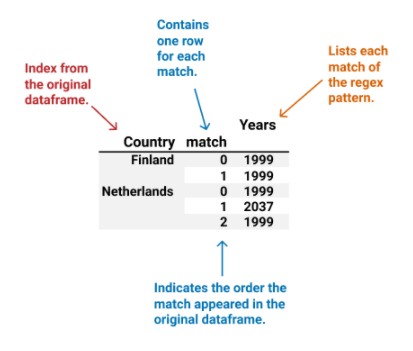 Contains
one row
for each
match.
Index from
the original
dataframe.
Lists each
match of
the regex
pattern.
Years
Country match
Finland 0 1999
1 1999
Netherlands 0 1999
1 2037
2 1999
Indicates the order the
match appeared in the
original dataframe.